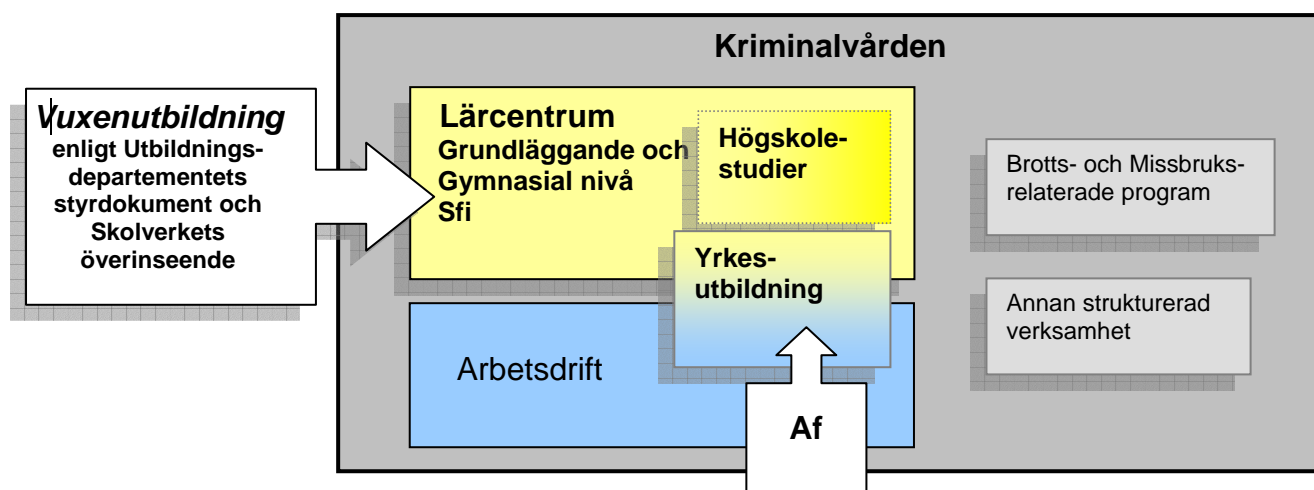 Kriminalvården
Vuxenutbildning
enligt Utbildnings-
departementets
styrdokument och
Skolverkets
överinseende
Lärcentrum
Grundläggande och
Gymnasial nivå
Sfi
Högskole-
studier
Yrkes-
utbildning
Arbetsdrift
Af
Brotts- och Missbruks-
relaterade program
Annan strukturerad
verksamhet